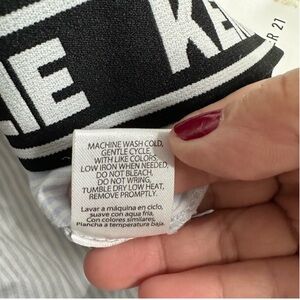 IE KE
R 21
MACHINE WASH COLD,
GENTLE CYCLE,
WITH LIKE COLORS,
LOW IRON WHEN NEEDED,
DO NOT BLEACH,
DO NOT WRING,
TUMBLE DRY LOW HEAT,
REMOVE PROMPTLY.
Lavar a màquina en ciclo,
suave con agua fria,
Con colores similares.
Plancha a temperatura baja.